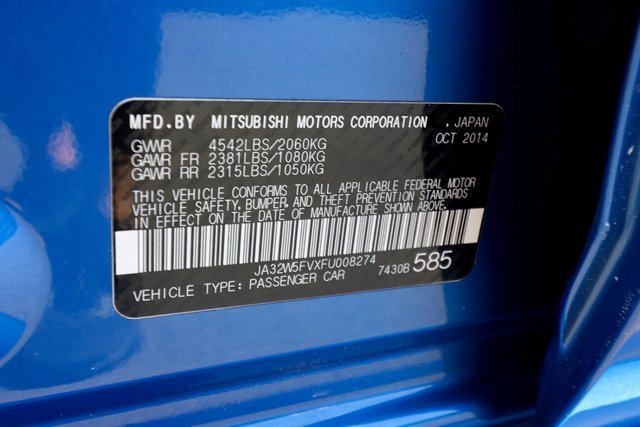 MFD.BY MITSUBISHI MOTORS CORPORATION , JAPAN
OCT 2014
GVWR 4542LBS/2060KG
GAWR FR 2381LBS/1080KG
GAWR RR 2315LBS/1050KG
THIS VEHICLE CONFORMS TO ALL APPLICABLE FEDERAL MOTOR
VEHICLE SAFETY, BUMPER, AND THEFT PREVENTION STANDARDS
IN EFFECT ON THE DATE OF MANUFACTURE SHOWN ABOVE.
JA32W5FVXFU008274
7430B 585
VEHICLE TYPE: PASSENGER CAR